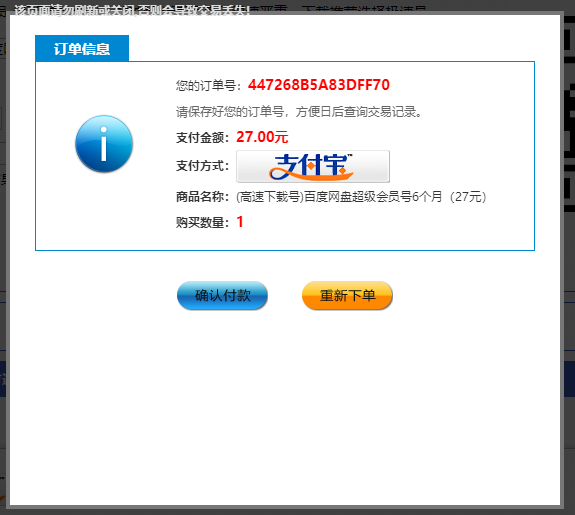 该页面请勿刷新或关闭,否则会导致交易丢失!
订单信息
您的订单号：447268B5A83DFF70
请保存好您的订单号，方便日后查询交易记录。
支付金额：27.00元
支付方式：支付宝™
商品名称：(高速下载号)百度网盘超级会员号6个月（27元）
购买数量：1
确认付款 重新下单